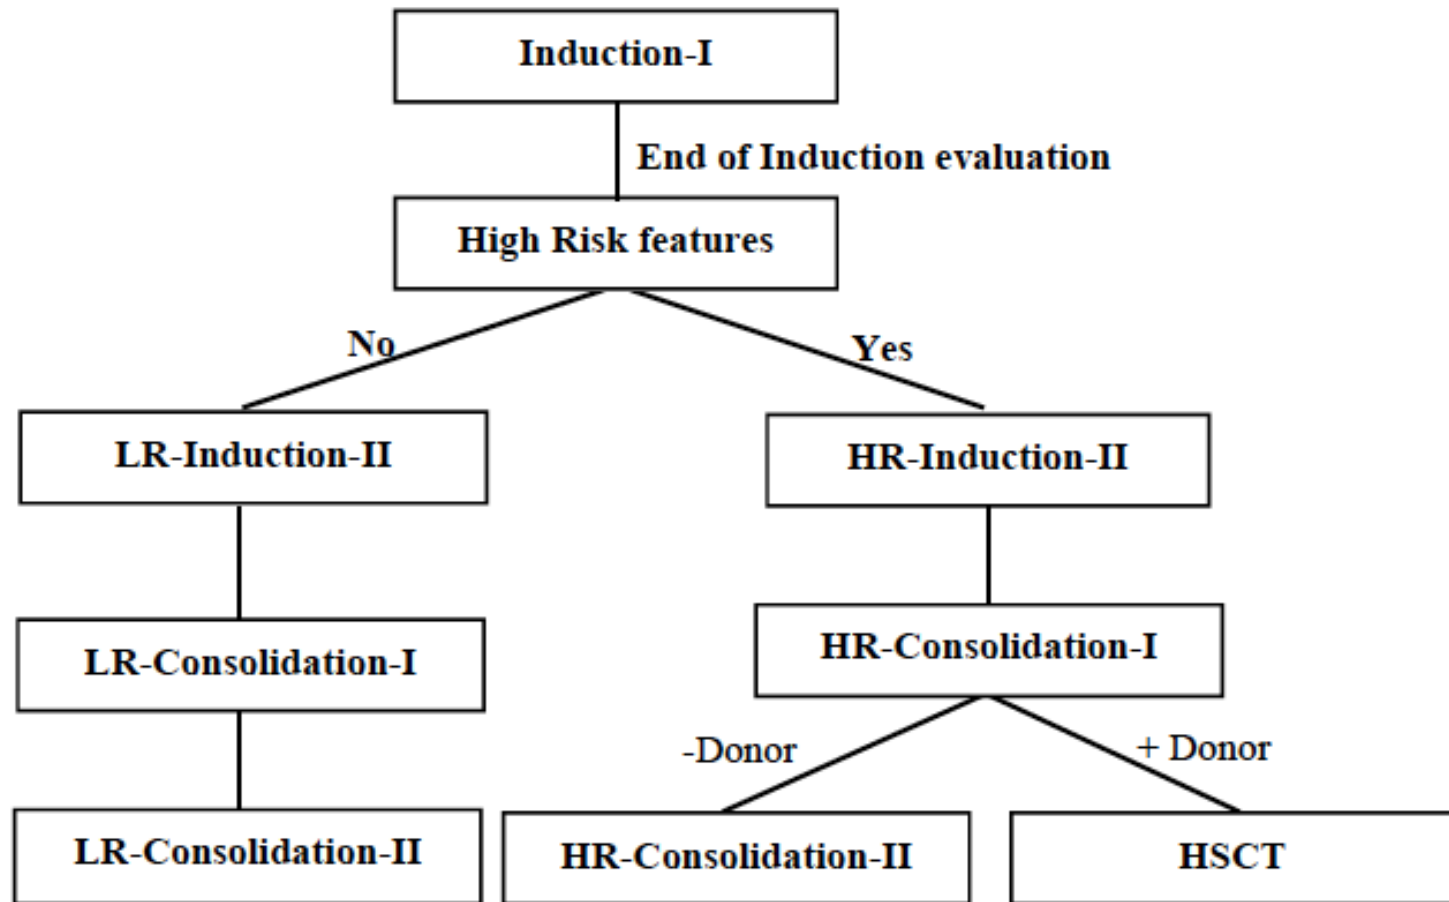 Induction-I
End of Induction evaluation
High Risk features
No
Yes
LR-Induction-II
HR-Induction-II
LR-Consolidation-I
HR-Consolidation-I
-Donor
+ Donor
LR-Consolidation-II
HR-Consolidation-II
HSCT